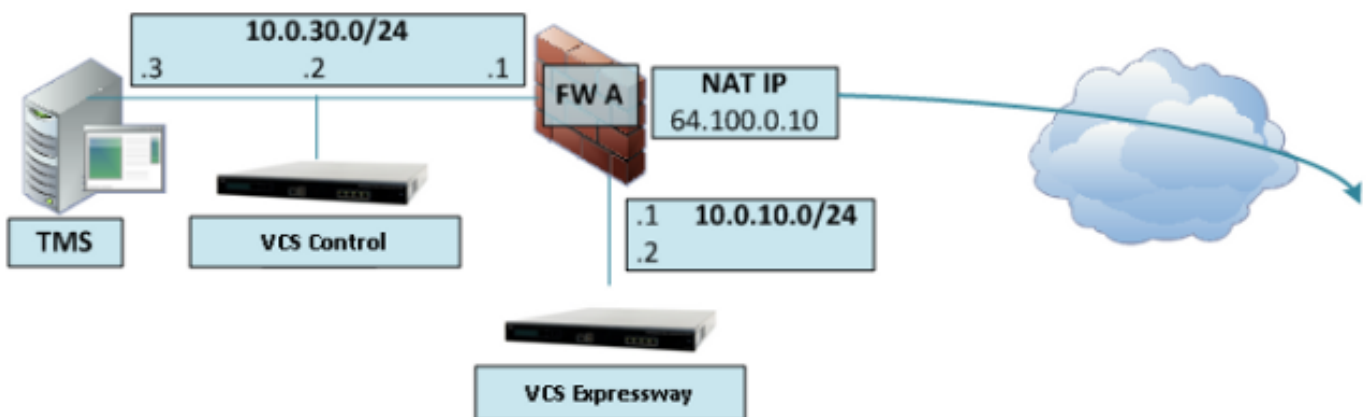 10.0.30.0/24
.3 .2 .1
FW A
NAT IP
64.100.0.10
TMS
VCS Control
.1 10.0.10.0/24
.2
VCS Expressway